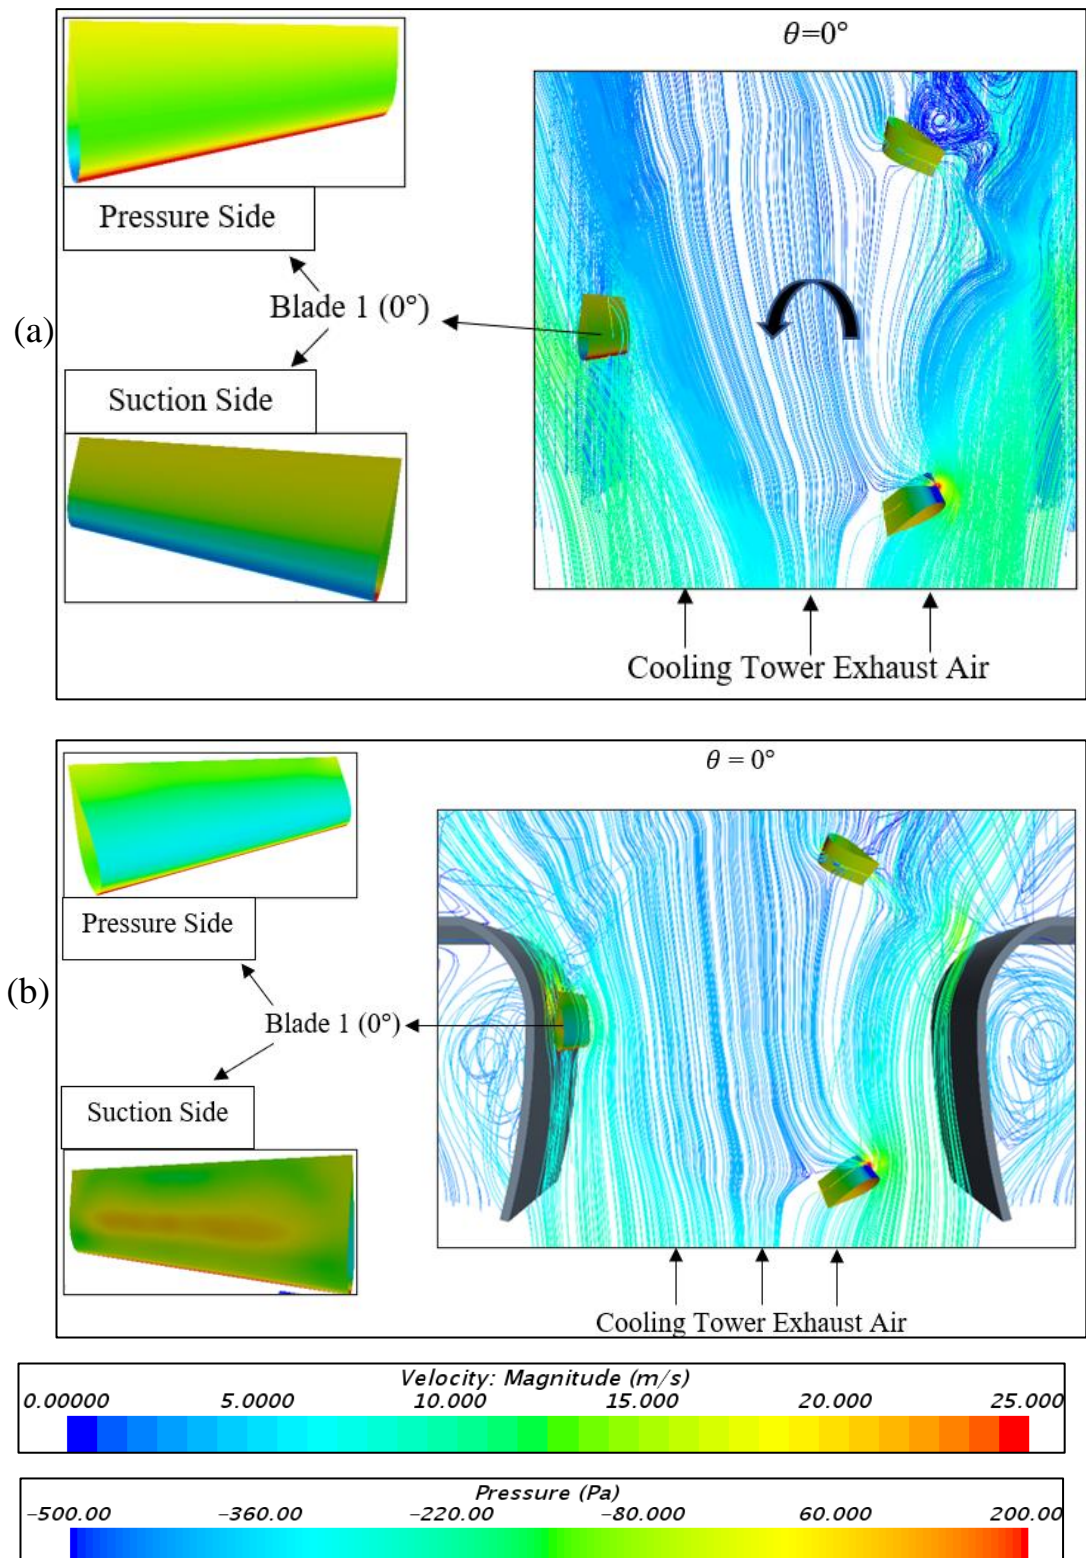 θ=0°
Pressure Side
Blade 1 (0°)
(a)
Suction Side
Cooling Tower Exhaust Air
θ = 0°
Pressure Side
(b)
Blade 1 (0°)
Suction Side
Cooling Tower Exhaust Air
Velocity: Magnitude (m/s)
0.00000 5.0000 10.000 15.000 20.000 25.000
Pressure (Pa)
-500.00 -360.00 -220.00 -80.000 60.000 200.00